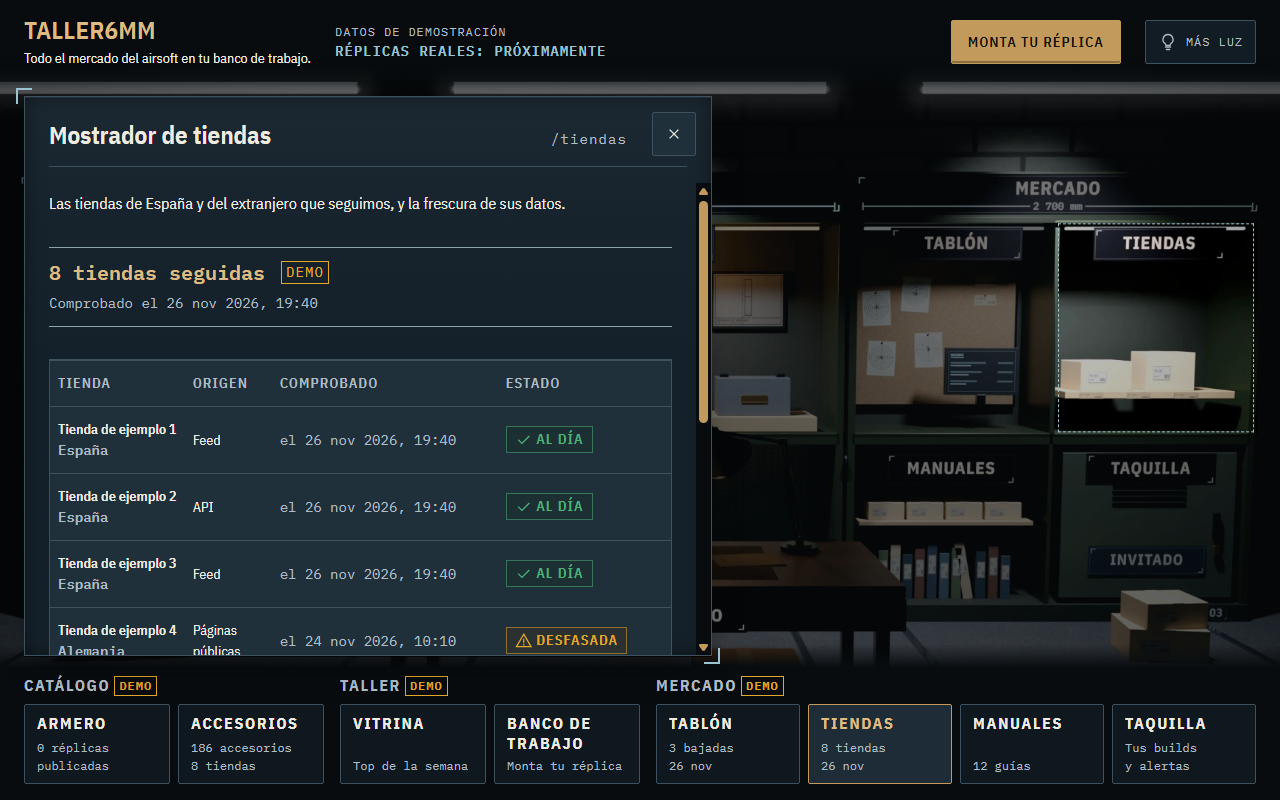 TALLER6MM
Todo el mercado del airsoft en tu banco de trabajo.
DATOS DE DEMOSTRACIÓN
RÉPLICAS REALES: PRÓXIMAMENTE
MONTA TU RÉPLICA
MÁS LUZ
Mostrador de tiendas
/tiendas
Las tiendas de España y del extranjero que seguimos, y la frescura de sus datos.
8 tiendas seguidas DEMO
Comprobado el 26 nov 2026, 19:40
TIENDA ORIGEN COMPROBADO ESTADO
Tienda de ejemplo 1
España
Feed
el 26 nov 2026, 19:40
AL DÍA
Tienda de ejemplo 2
España
API
el 26 nov 2026, 19:40
AL DÍA
Tienda de ejemplo 3
España
Feed
el 26 nov 2026, 19:40
AL DÍA
Tienda de ejemplo 4
Alemania
Páginas
públicas
el 24 nov 2026, 10:10
DESFASADA
MERCADO
2 700 mm
TABLÓN
TIENDAS
MANUALES
TAQUILLA
INVITADO
03
CATÁLOGO DEMO
ARMERO
0 réplicas
publicadas
ACCESORIOS
186 accesorios
8 tiendas
TALLER DEMO
VITRINA
Top de la semana
BANCO DE
TRABAJO
Monta tu réplica
MERCADO DEMO
TABLÓN
3 bajadas
26 nov
TIENDAS
8 tiendas
26 nov
MANUALES
12 guías
TAQUILLA
Tus builds
y alertas